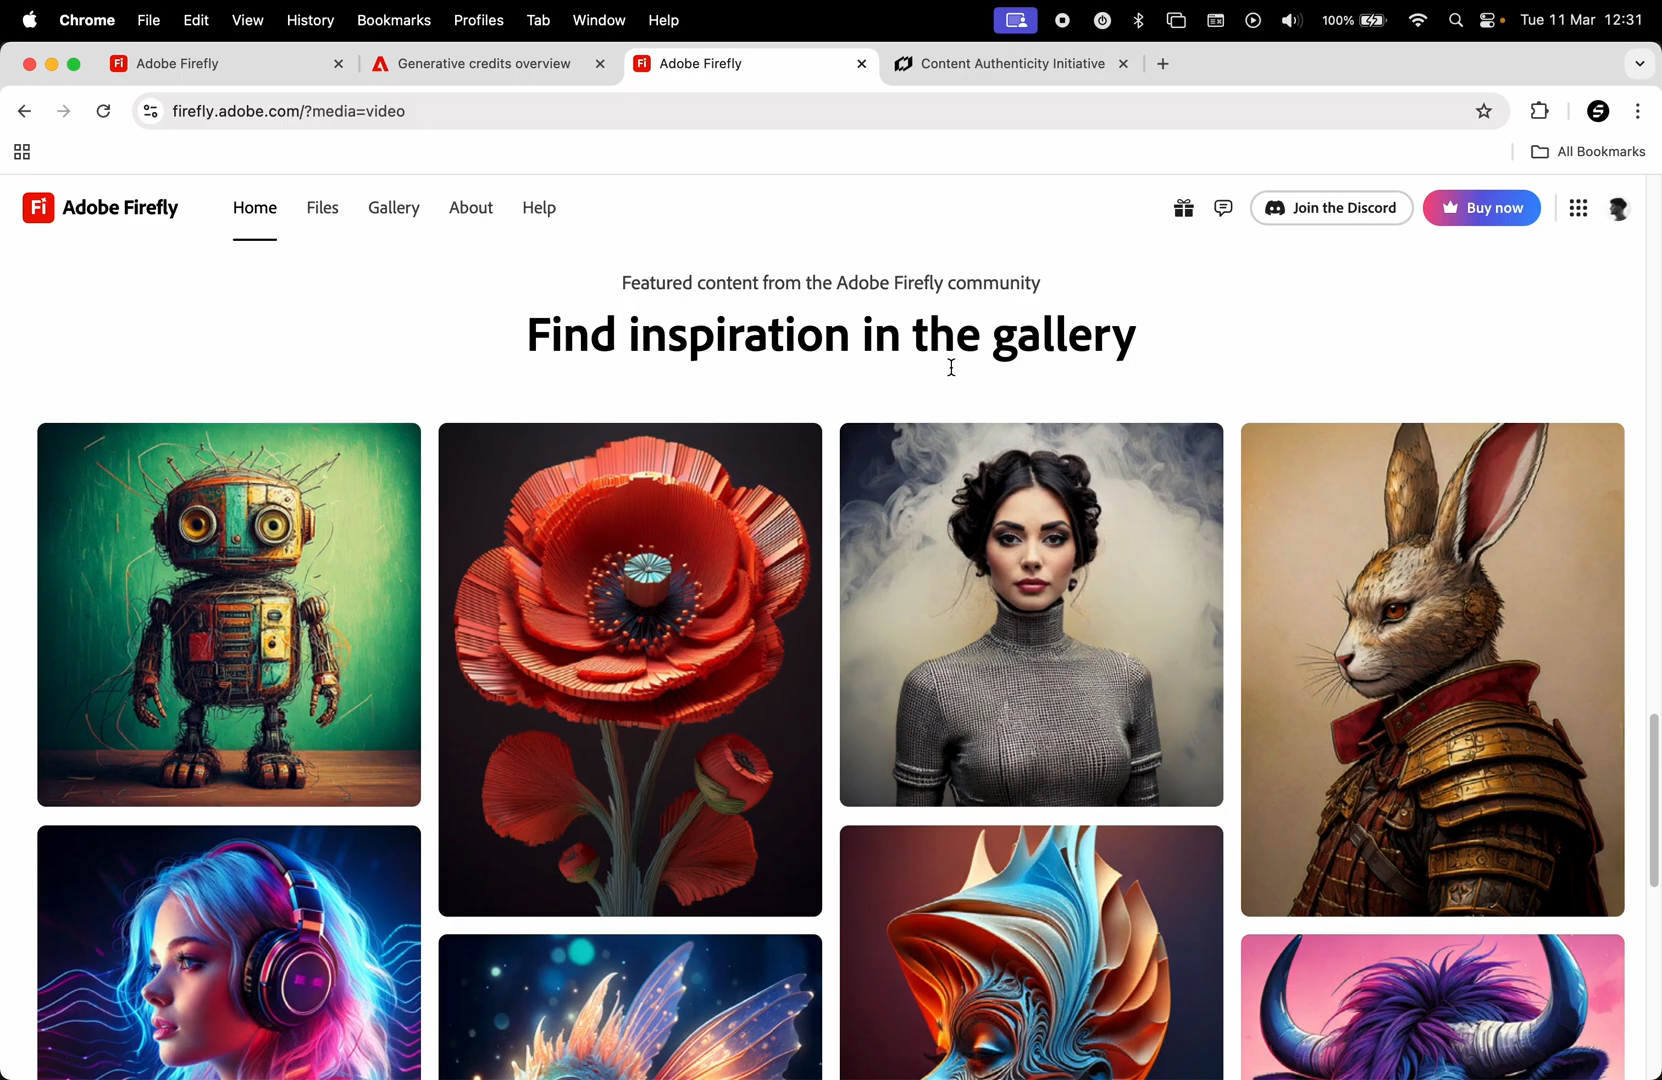 Chrome File Edit View History Bookmarks Profiles Tab Window Help 100% Tue 11 Mar 12:31
Adobe Firefly Generative credits overview Adobe Firefly Content Authenticity Initiative
firefly.adobe.com/?media=video
All Bookmarks
Fi Adobe Firefly Home Files Gallery About Help Join the Discord Buy now
Featured content from the Adobe Firefly community
Find inspiration in the gallery